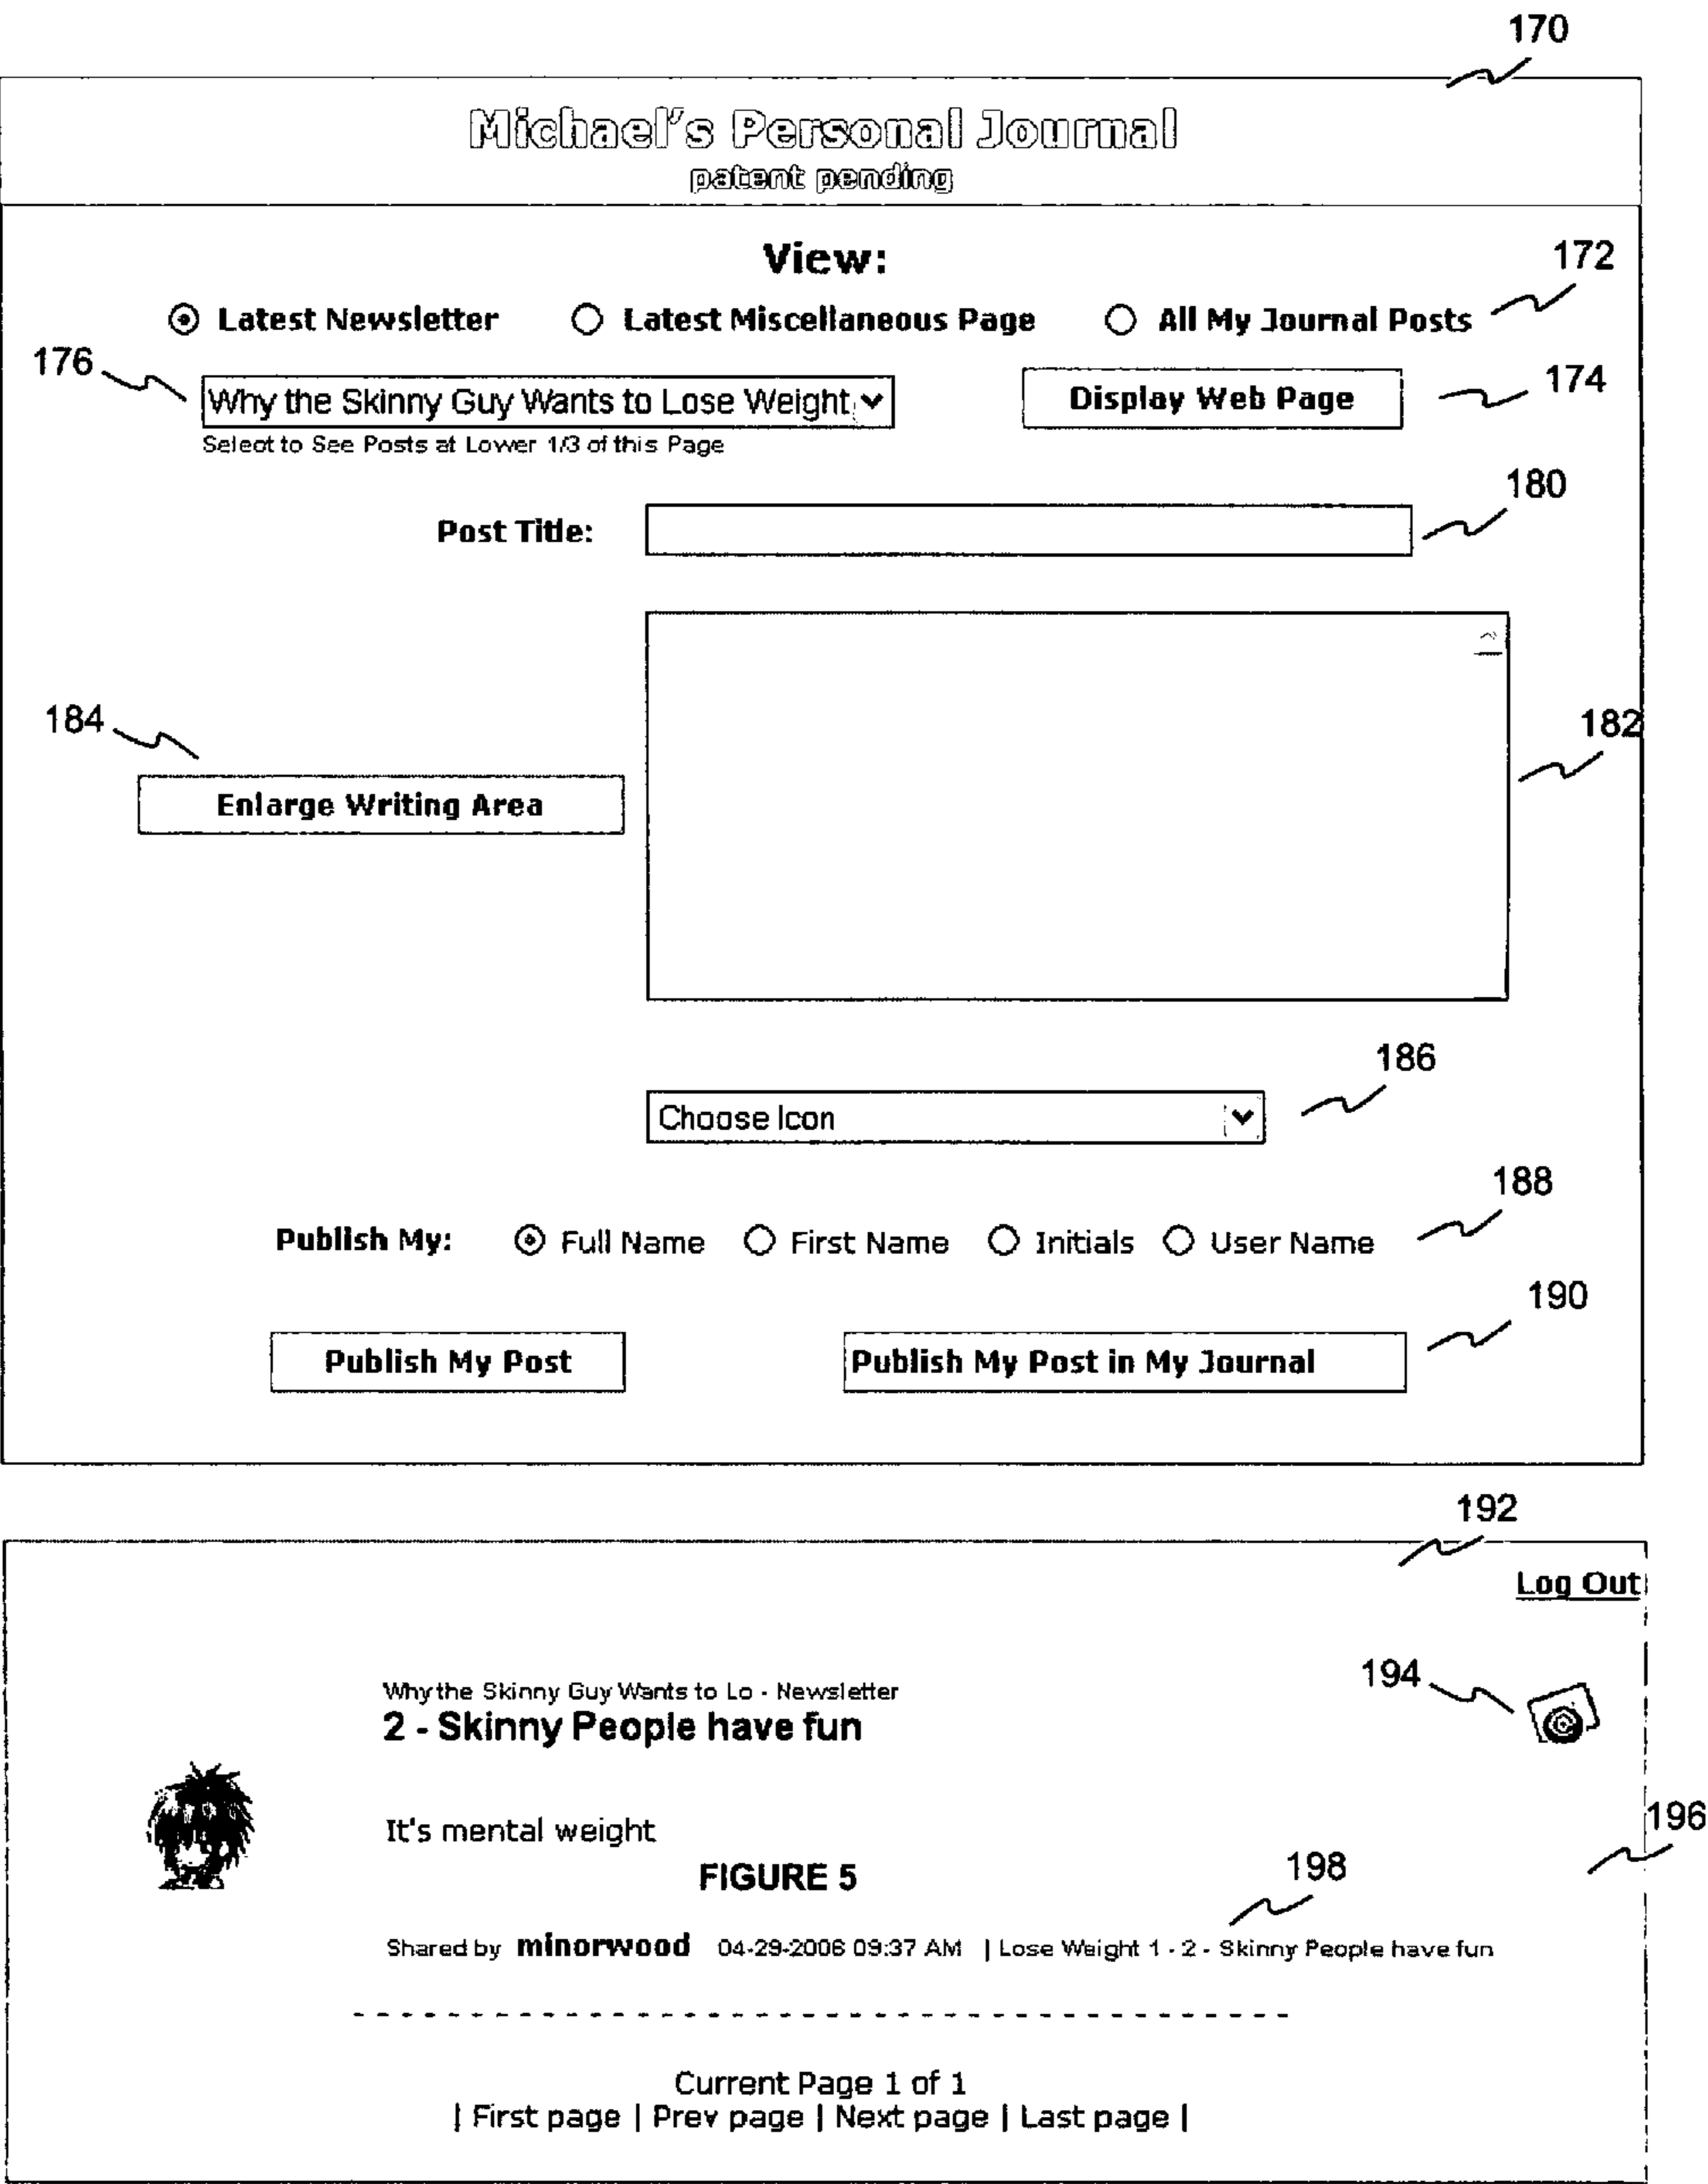 170
Michael's Personal Journal
patent pending
View:
172
Latest Newsletter Latest Miscellaneous Page All My Journal Posts
176
Why the Skinny Guy Wants to Lose Weight
Display Web Page
174
Select to See Posts at Lower 1/3 of this Page
180
Post Title:
184
182
Enlarge Writing Area
186
Choose Icon
188
Publish My: Full Name First Name Initials User Name
190
Publish My Post Publish My Post in My Journal
192
Log Out
194
Why the Skinny Guy Wants to Lo - Newsletter
2 - Skinny People have fun
196
It's mental weight
198
FIGURE 5
Shared by minorwood 04-29-2006 09:37 AM | Lose Weight 1 - 2 - Skinny People have fun
- - - - - - - - - - - - - - - - - - - - - - - - - - - - - - - - - - - - -
Current Page 1 of 1
| First page | Prev page | Next page | Last page |